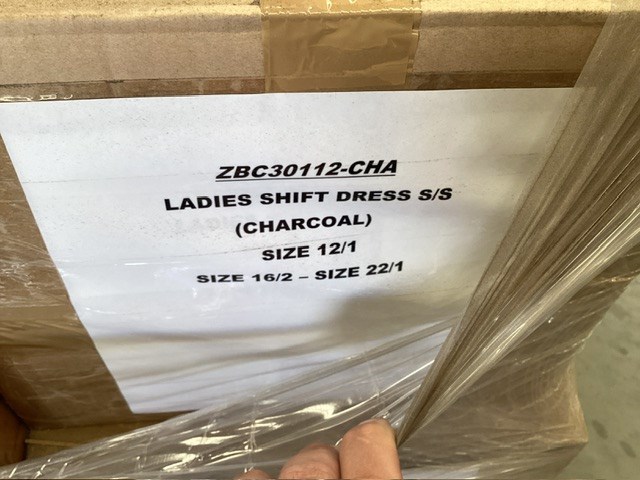 ZBC30112-CHA
LADIES SHIFT DRESS S/S
(CHARCOAL)
SIZE 12/1
SIZE 16/2 – SIZE 22/1